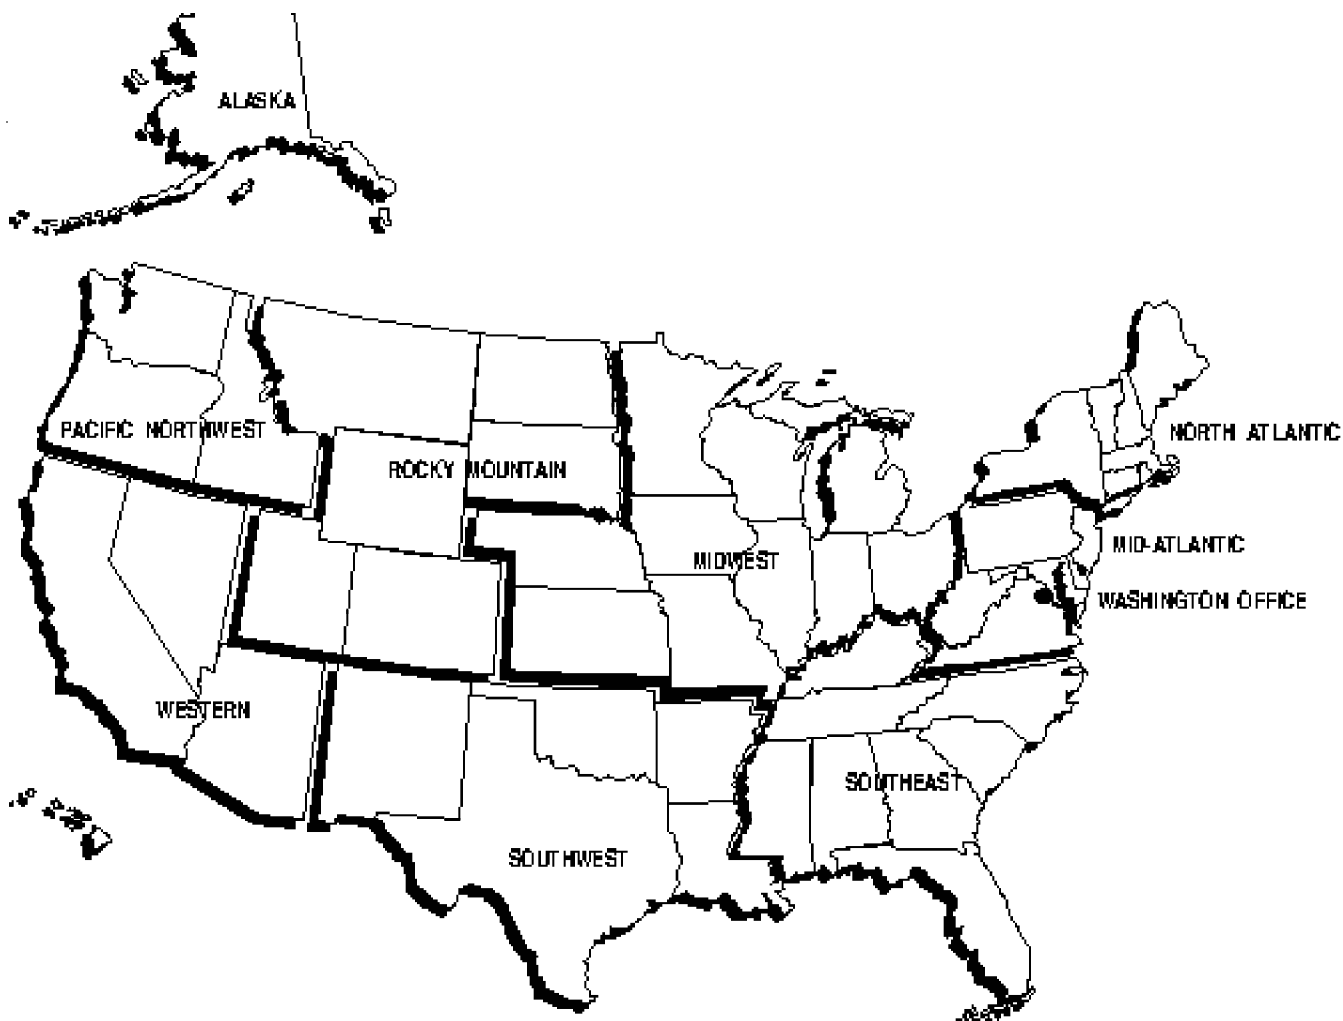 ALASKA
PACIFIC NORTHWEST
NORTH ATLANTIC
ROCKY MOUNTAIN
MID-ATLANTIC
MIDWEST
WASHINGTON OFFICE
WESTERN
SOUTHEAST
SOUTHWEST